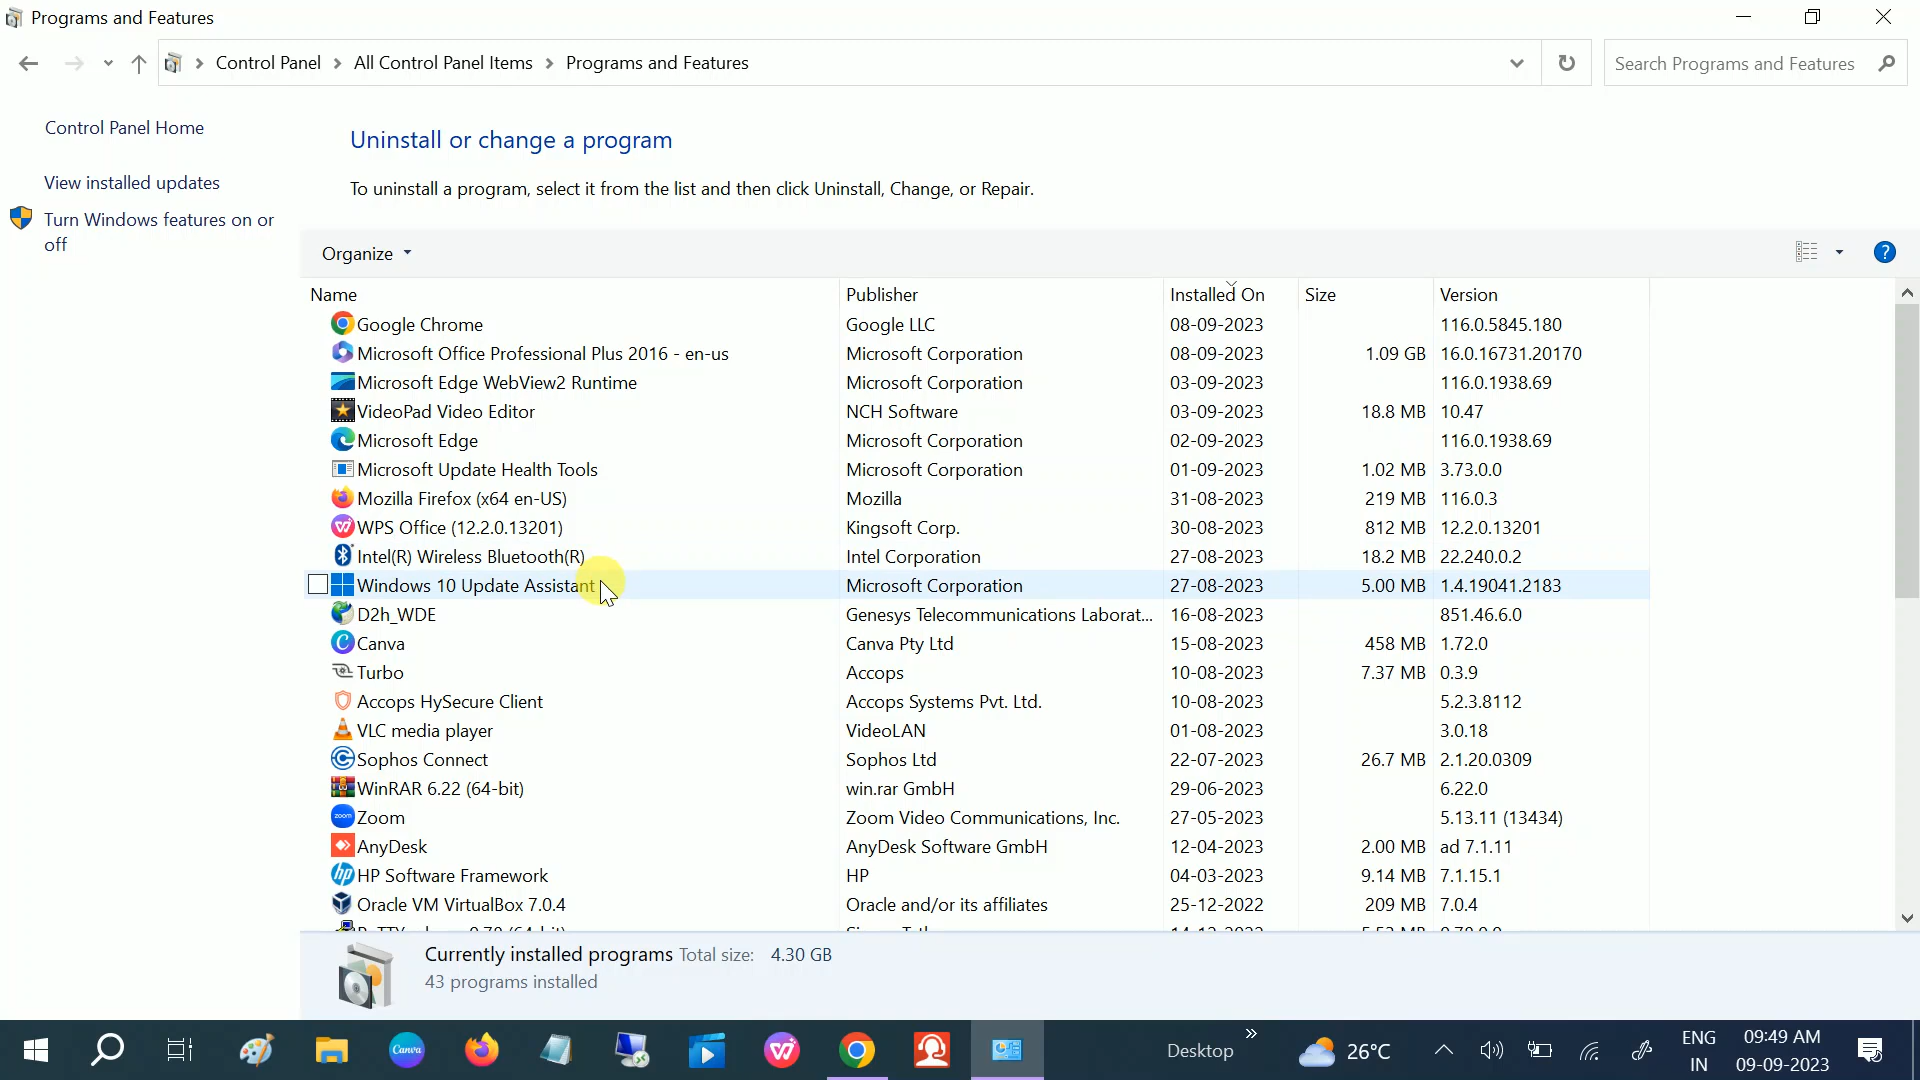 Programs and Features
Control Panel > All Control Panel Items > Programs and Features
Search Programs and Features
Control Panel Home
View installed updates
Turn Windows features on or
off
Uninstall or change a program
To uninstall a program, select it from the list and then click Uninstall, Change, or Repair.
Organize
Name Publisher Installed On Size Version
Google Chrome Google LLC 08-09-2023 116.0.5845.180
Microsoft Office Professional Plus 2016 - en-us Microsoft Corporation 08-09-2023 1.09 GB 16.0.16731.20170
Microsoft Edge WebView2 Runtime Microsoft Corporation 03-09-2023 116.0.1938.69
VideoPad Video Editor NCH Software 03-09-2023 18.8 MB 10.47
Microsoft Edge Microsoft Corporation 02-09-2023 116.0.1938.69
Microsoft Update Health Tools Microsoft Corporation 01-09-2023 1.02 MB 3.73.0.0
Mozilla Firefox (x64 en-US) Mozilla 31-08-2023 219 MB 116.0.3
WPS Office (12.2.0.13201) Kingsoft Corp. 30-08-2023 812 MB 12.2.0.13201
Intel(R) Wireless Bluetooth(R) Intel Corporation 27-08-2023 18.2 MB 22.240.0.2
Windows 10 Update Assistant Microsoft Corporation 27-08-2023 5.00 MB 1.4.19041.2183
D2h_WDE Genesys Telecommunications Laborat... 16-08-2023 851.46.6.0
Canva Canva Pty Ltd 15-08-2023 458 MB 1.72.0
Turbo Accops 10-08-2023 7.37 MB 0.3.9
Accops HySecure Client Accops Systems Pvt. Ltd. 10-08-2023 5.2.3.8112
VLC media player VideoLAN 01-08-2023 3.0.18
Sophos Connect Sophos Ltd 22-07-2023 26.7 MB 2.1.20.0309
WinRAR 6.22 (64-bit) win.rar GmbH 29-06-2023 6.22.0
zoom Zoom Zoom Video Communications, Inc. 27-05-2023 5.13.11 (13434)
AnyDesk AnyDesk Software GmbH 12-04-2023 2.00 MB ad 7.1.11
hp HP Software Framework HP 04-03-2023 9.14 MB 7.1.15.1
Oracle VM VirtualBox 7.0.4 Oracle and/or its affiliates 25-12-2022 209 MB 7.0.4
Currently installed programs Total size: 4.30 GB
43 programs installed
Canva
Desktop
26°C
ENG
IN
09:49 AM
09-09-2023